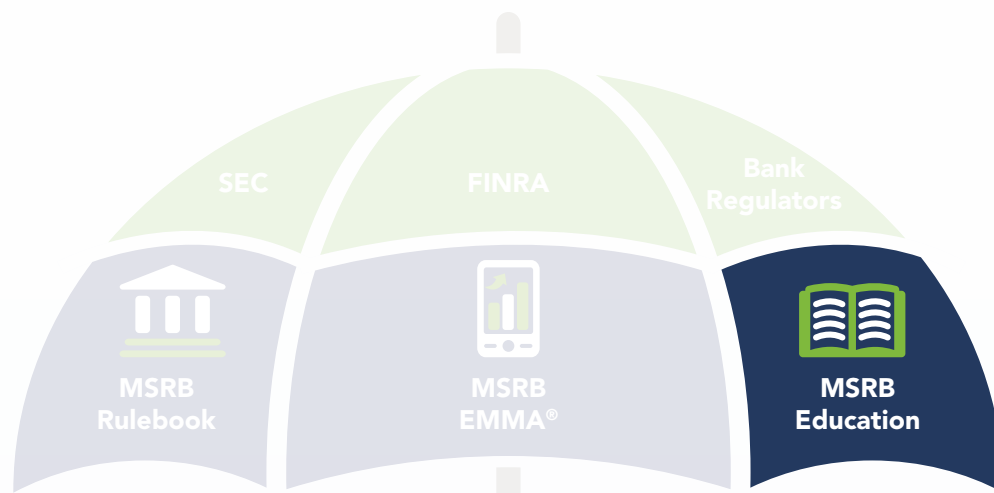 SEC
FINRA
Bank
Regulators
MSRB
Rulebook
MSRB
EMMA®
MSRB
Education